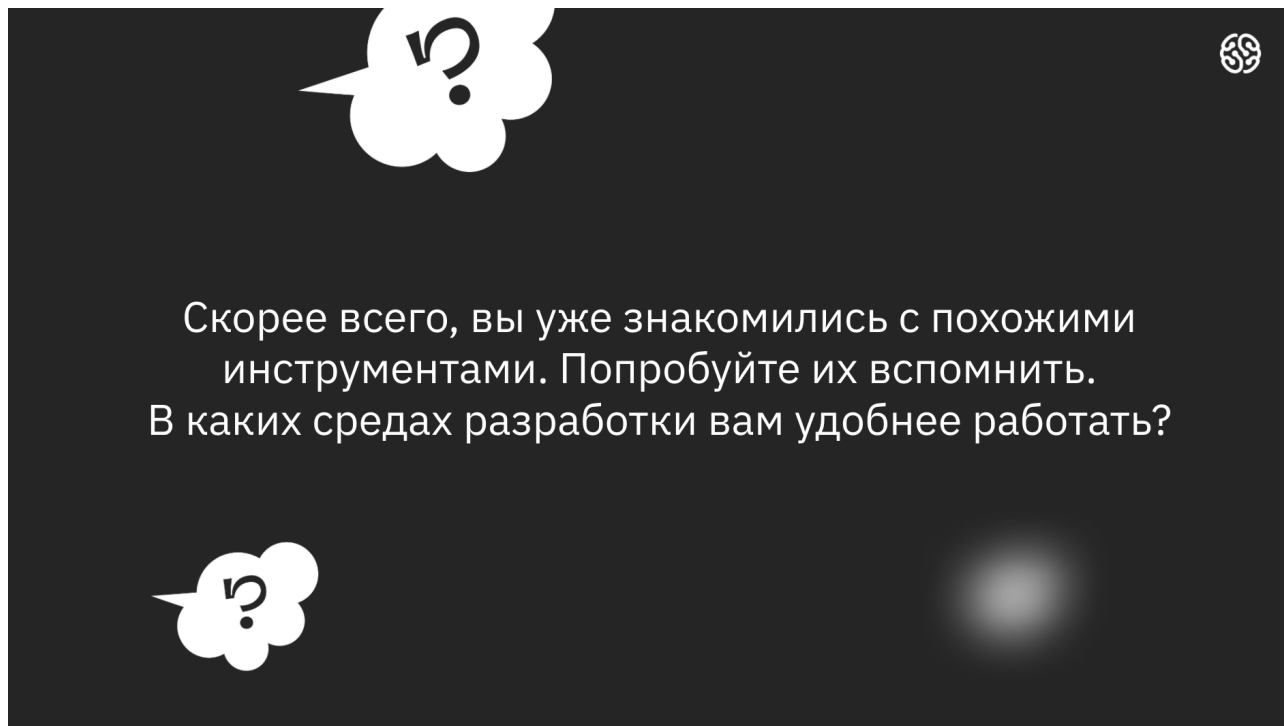 ?
Скорее всего, вы уже знакомились с похожими
инструментами. Попробуйте их вспомнить.
В каких средах разработки вам удобнее работать?
?